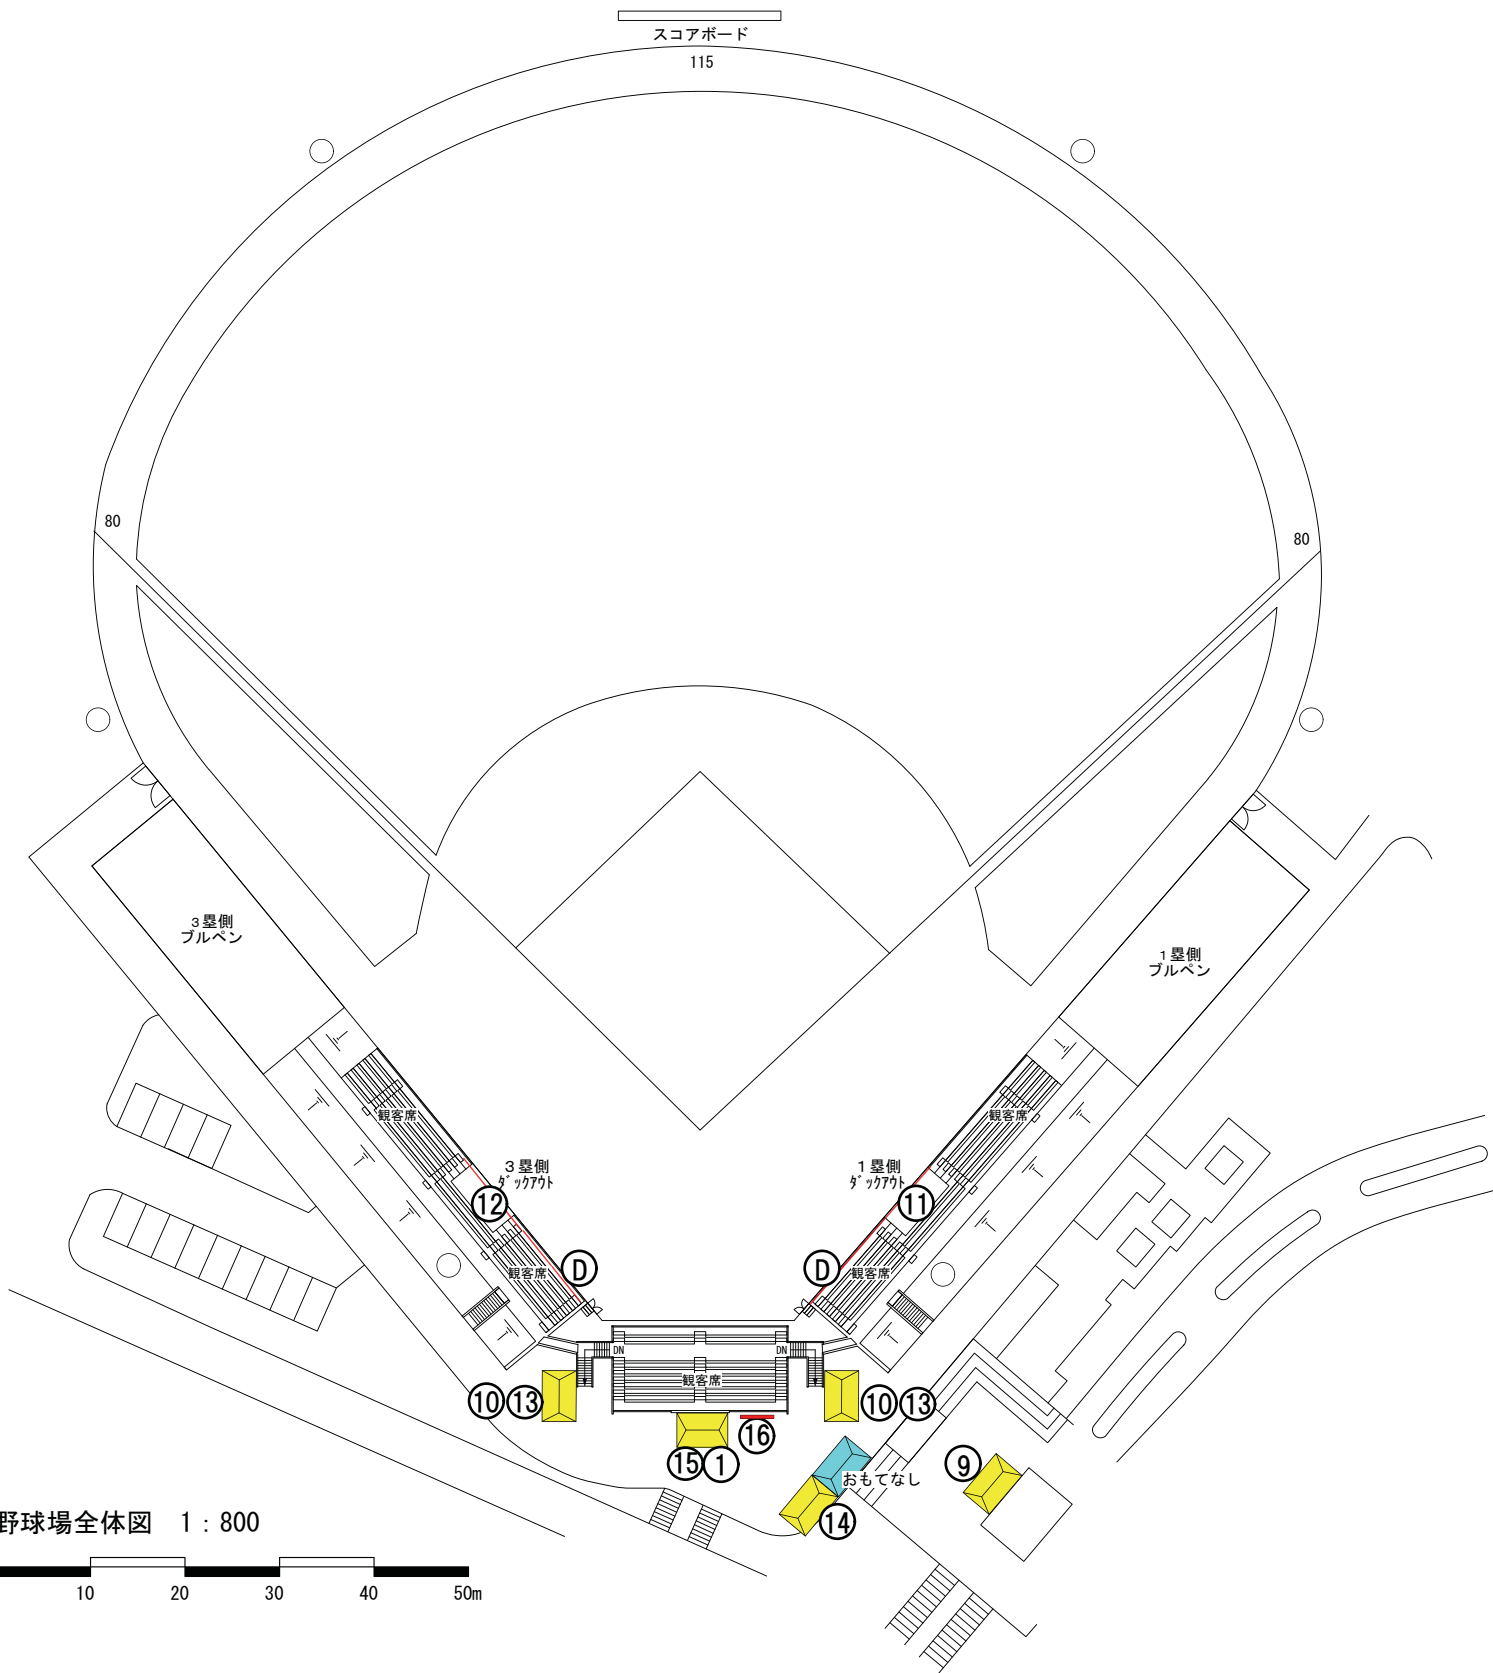 スコアボード
115
80
80
3塁側
ブルペン
1塁側
ブルペン
観客席
観客席
3塁側
ダックアウト
1塁側
ダックアウト
⑫
⑪
Ⓓ
Ⓓ
観客席
観客席
DN
DN
観客席
⑩⑬
⑩⑬
⑯
⑮①
おもてなし
⑨
⑭
野球場全体図 1:800
10
20
30
40
50m